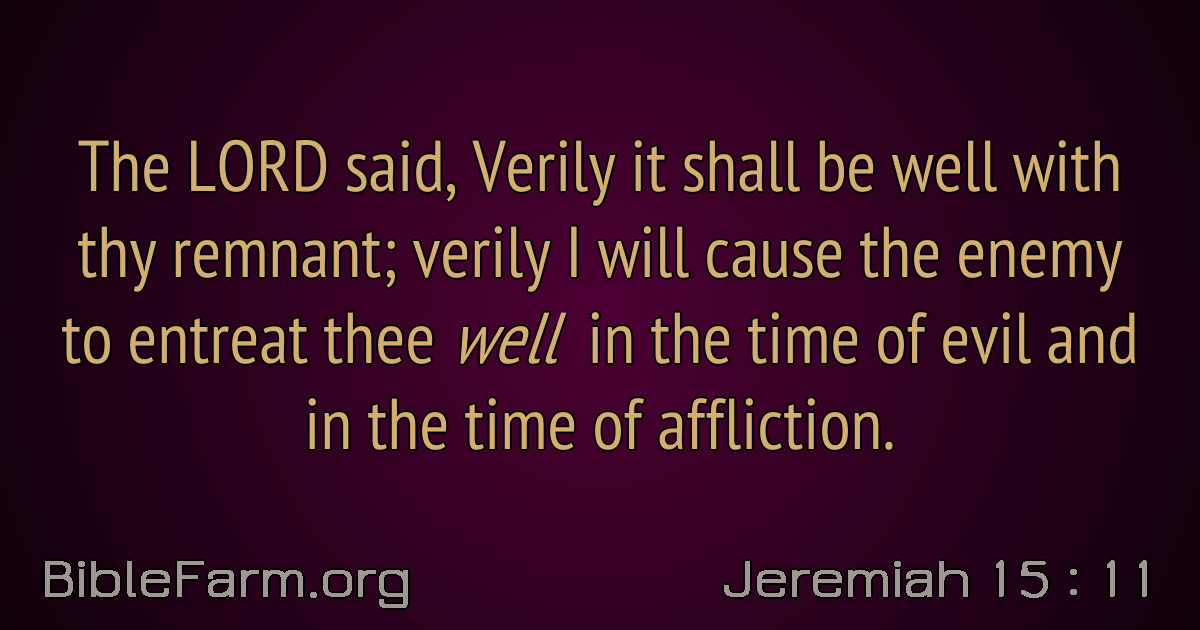 The LORD said, Verily it shall be well with
thy remnant; verily I will cause the enemy
to entreat thee well in the time of evil and
in the time of affliction.
BibleFarm.org
Jeremiah 15 : 11